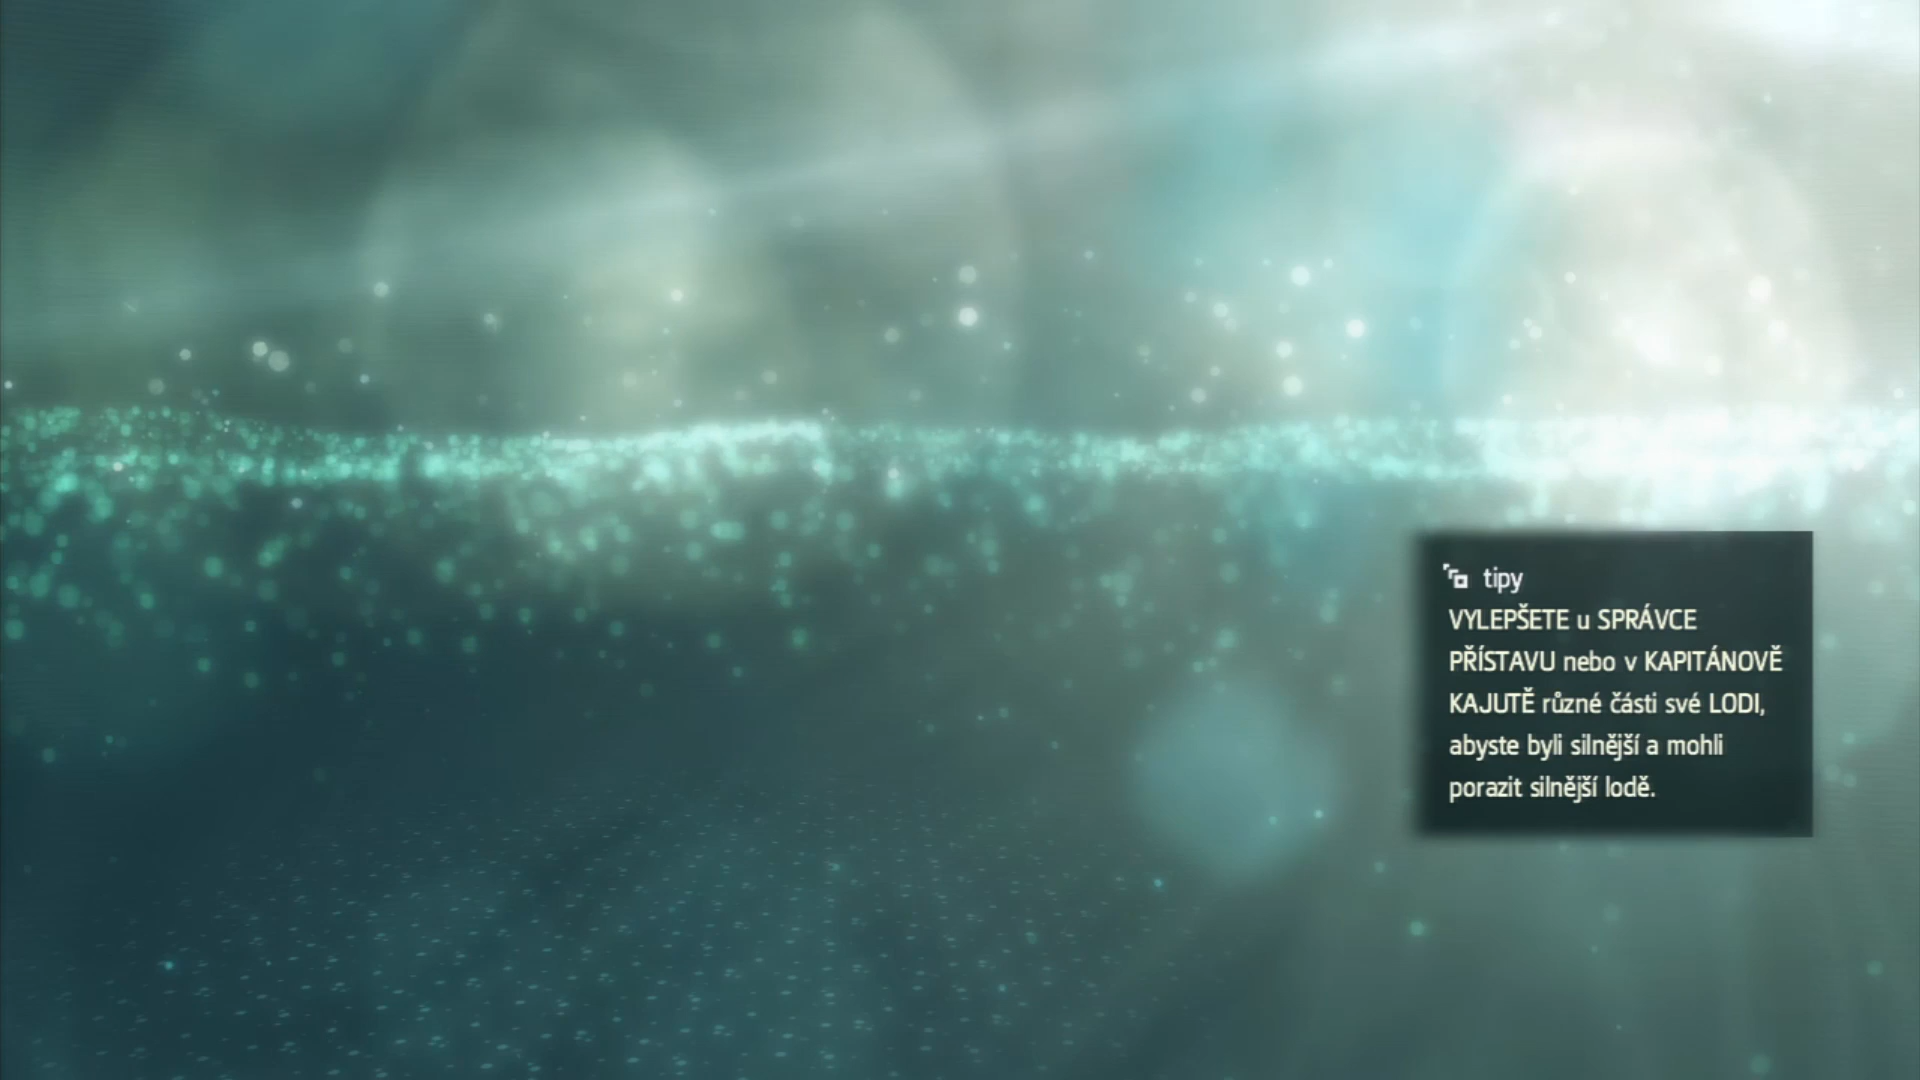 tipy
VYLEPŠETE u SPRÁVCE
PŘÍSTAVU nebo v KAPITÁNOVĚ
KAJUTĚ různé části své LODI,
abyste byli silnější a mohli
porazit silnější lodě.